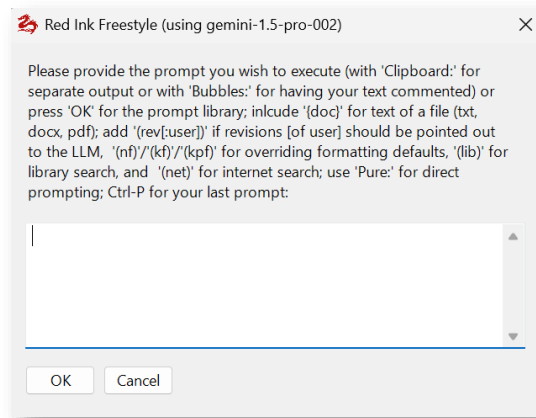 Red Ink Freestyle (using gemini-1.5-pro-002)
Please provide the prompt you wish to execute (with 'Clipboard:' for
separate output or with 'Bubbles:' for having your text commented) or
press 'OK' for the prompt library; inlcude '{doc}' for text of a file (txt,
docx, pdf); add '(rev[:user])' if revisions [of user] should be pointed out
to the LLM,  '(nf)'/'(kf)'/'(kpf)' for overriding formatting defaults, '(lib)' for
library search, and  '(net)' for internet search; use 'Pure:' for direct
prompting; Ctrl-P for your last prompt:
OK Cancel